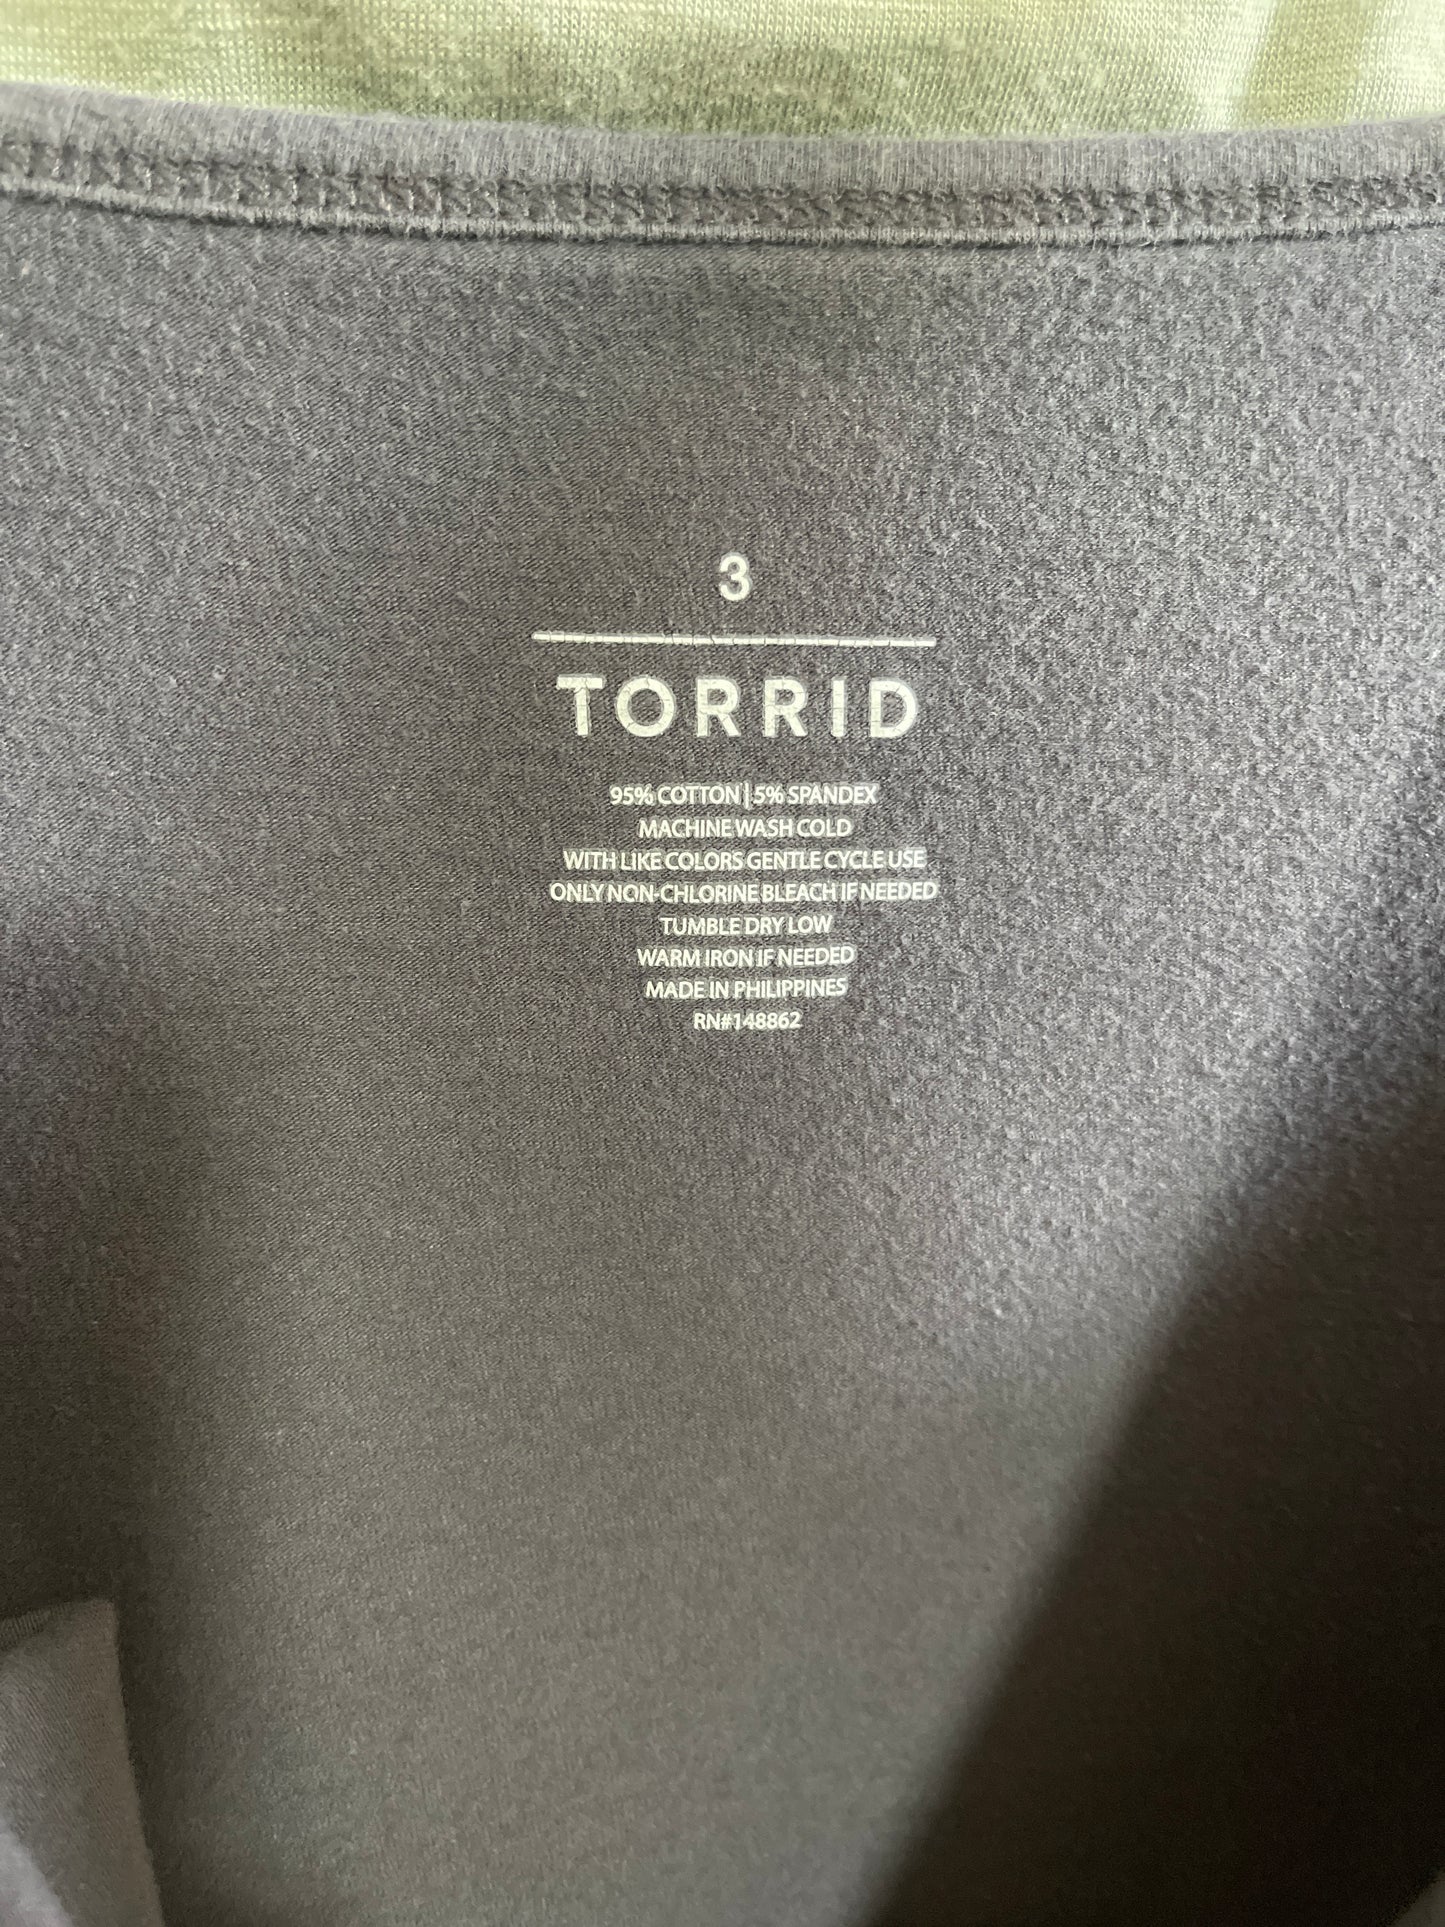 3
TORRID
95% COTTON | 5% SPANDEX
MACHINE WASH COLD
WITH LIKE COLORS GENTLE CYCLE USE
ONLY NON-CHLORINE BLEACH IF NEEDED
TUMBLE DRY LOW
WARM IRON IF NEEDED
MADE IN PHILIPPINES
RN#148862